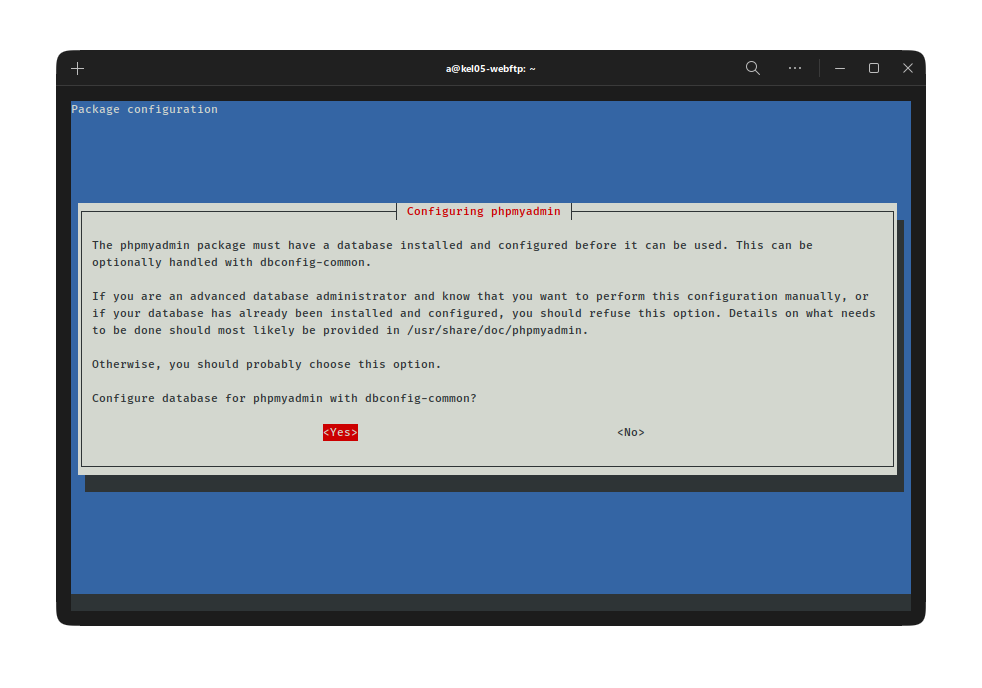 a@kel05-webftp: ~
Package configuration
Configuring phpmyadmin
The phpmyadmin package must have a database installed and configured before it can be used. This can be
optionally handled with dbconfig-common.
If you are an advanced database administrator and know that you want to perform this configuration manually, or
if your database has already been installed and configured, you should refuse this option. Details on what needs
to be done should most likely be provided in /usr/share/doc/phpmyadmin.
Otherwise, you should probably choose this option.
Configure database for phpmyadmin with dbconfig-common?
<Yes> <No>